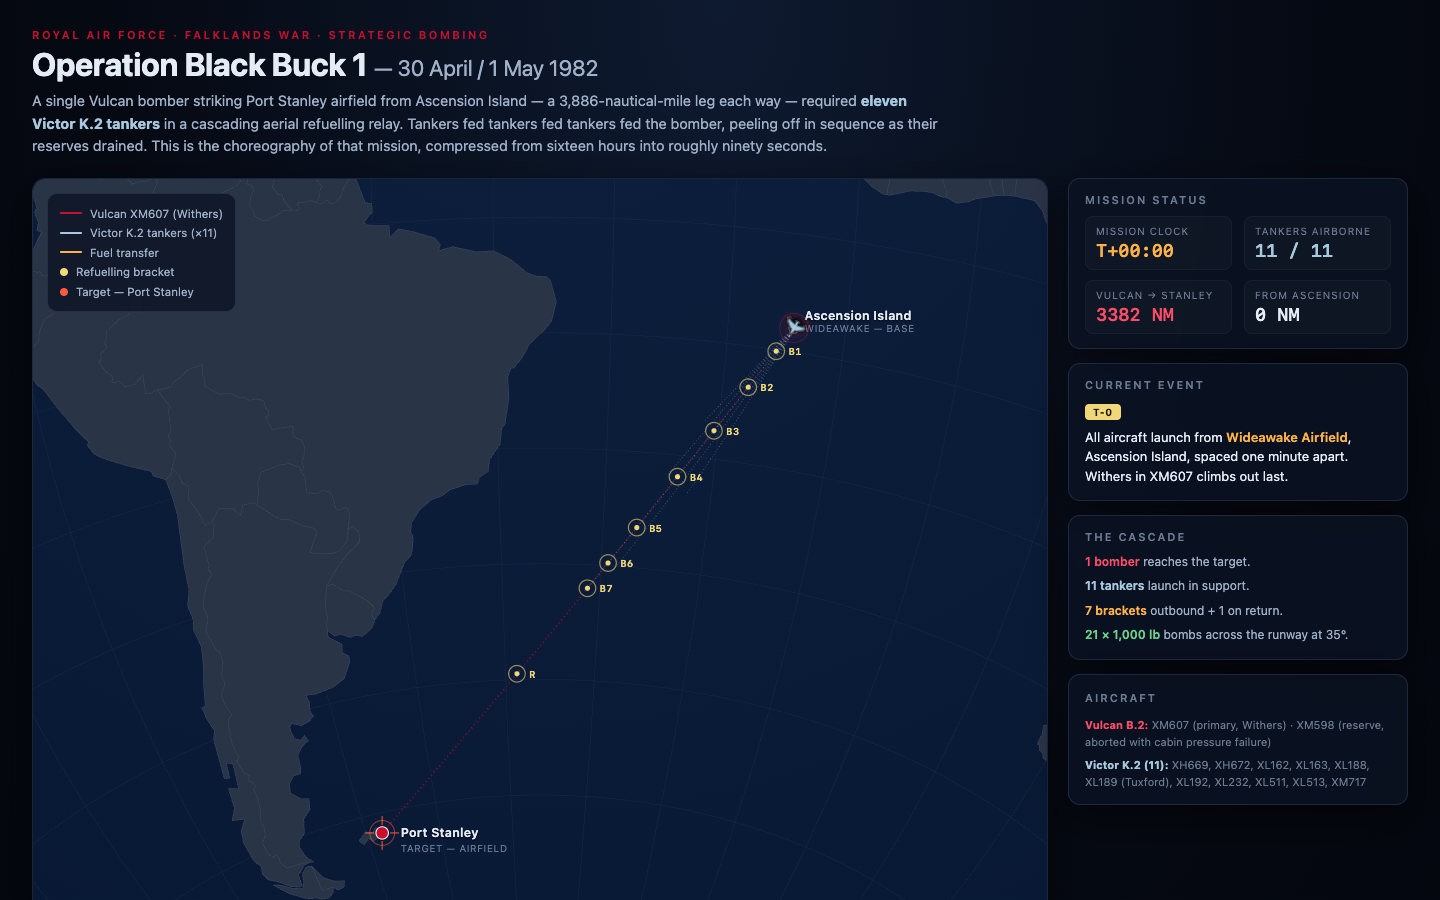 ROYAL AIR FORCE · FALKLANDS WAR · STRATEGIC BOMBING
Operation Black Buck 1 — 30 April / 1 May 1982
A single Vulcan bomber striking Port Stanley airfield from Ascension Island — a 3,886-nautical-mile leg each way — required eleven
Victor K.2 tankers in a cascading aerial refuelling relay. Tankers fed tankers fed tankers fed the bomber, peeling off in sequence as their
reserves drained. This is the choreography of that mission, compressed from sixteen hours into roughly ninety seconds.
Vulcan XM607 (Withers)
Victor K.2 tankers (×11)
Fuel transfer
Refuelling bracket
Target — Port Stanley
Ascension Island
WIDEAWAKE — BASE
B1
B2
B3
B4
B5
B6
B7
R
Port Stanley
TARGET — AIRFIELD
MISSION STATUS
MISSION CLOCK
T+00:00
TANKERS AIRBORNE
11 / 11
VULCAN → STANLEY
3382 NM
FROM ASCENSION
0 NM
CURRENT EVENT
T-0
All aircraft launch from Wideawake Airfield,
Ascension Island, spaced one minute apart.
Withers in XM607 climbs out last.
THE CASCADE
1 bomber reaches the target.
11 tankers launch in support.
7 brackets outbound + 1 on return.
21 × 1,000 lb bombs across the runway at 35°.
AIRCRAFT
Vulcan B.2: XM607 (primary, Withers) · XM598 (reserve,
aborted with cabin pressure failure)
Victor K.2 (11): XH669, XH672, XL162, XL163, XL188,
XL189 (Tuxford), XL192, XL232, XL511, XL513, XM717